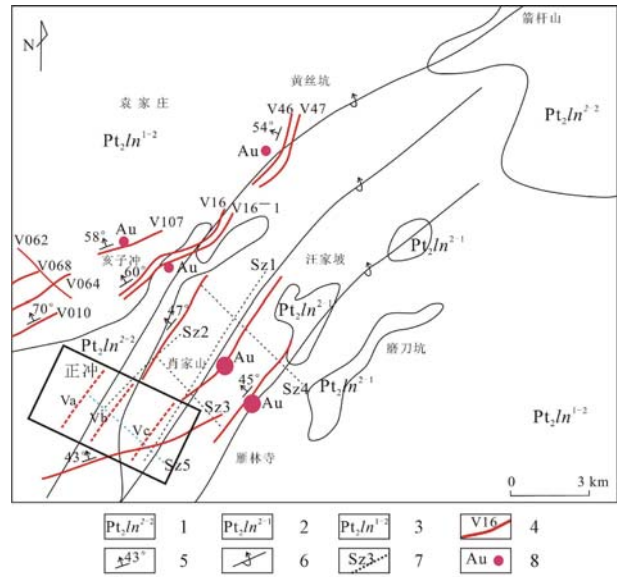 箭杆山
N
黄丝坑
袁家庄
V46 V47
54°
Pt₂ln²⁻²
Pt₂ln¹⁻²
Au
V16
V16-1
Au V107
58°
V062
亥子冲
Au
60°
汪家坡
Pt₂ln²⁻¹
V068
V064
Sz1
70° V010
47°
Pt₂ln²⁻¹
Sz2
Pt₂ln²⁻²
肖家山
磨刀坑
正冲
Au
Sz4
Pt₂ln²⁻¹
45°
Va
Vb
Sz3
Au
Pt₂ln¹⁻²
Vc
43°
Sz5
雁林寺
0 3 km
Pt₂ln²⁻² 1 Pt₂ln²⁻¹ 2 Pt₂ln¹⁻² 3 V16 4
43° 5 6 Sz3 7 Au 8